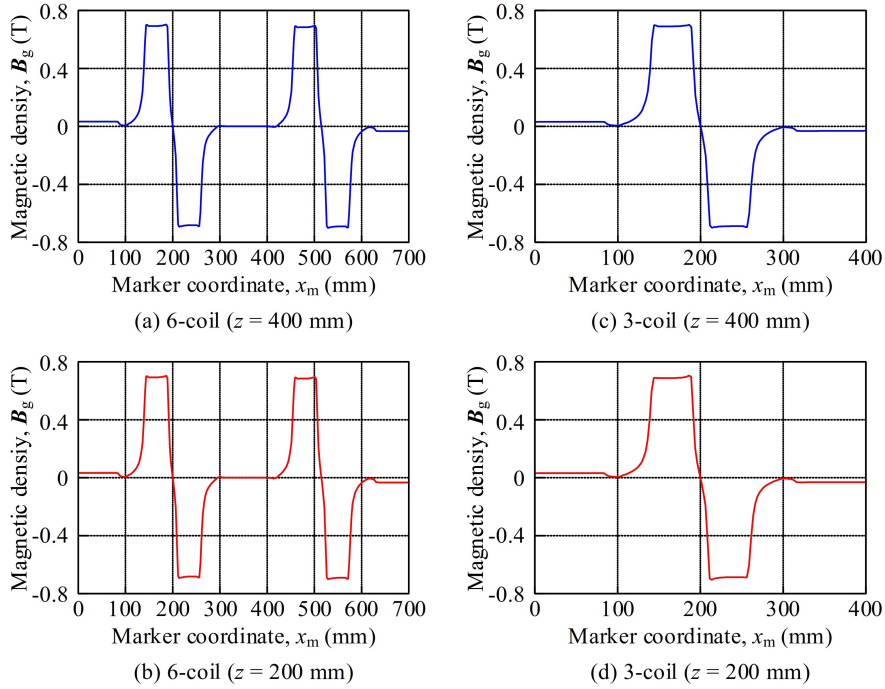 Magnetic densiy, Bg (T)
0.8
0.4
0
-0.4
-0.8
0 100 200 300 400 500 600 700
Marker coordinate, xm (mm)
(a) 6-coil (z = 400 mm)
Magnetic densiy, Bg (T)
0.8
0.4
0
-0.4
-0.8
0 100 200 300 400
Marker coordinate, xm (mm)
(c) 3-coil (z = 400 mm)
Magnetic densiy, Bg (T)
0.8
0.4
0
-0.4
-0.8
0 100 200 300 400 500 600 700
Marker coordinate, xm (mm)
(b) 6-coil (z = 200 mm)
Magnetic densiy, Bg (T)
0.8
0.4
0
-0.4
-0.8
0 100 200 300 400
Marker coordinate, xm (mm)
(d) 3-coil (z = 200 mm)